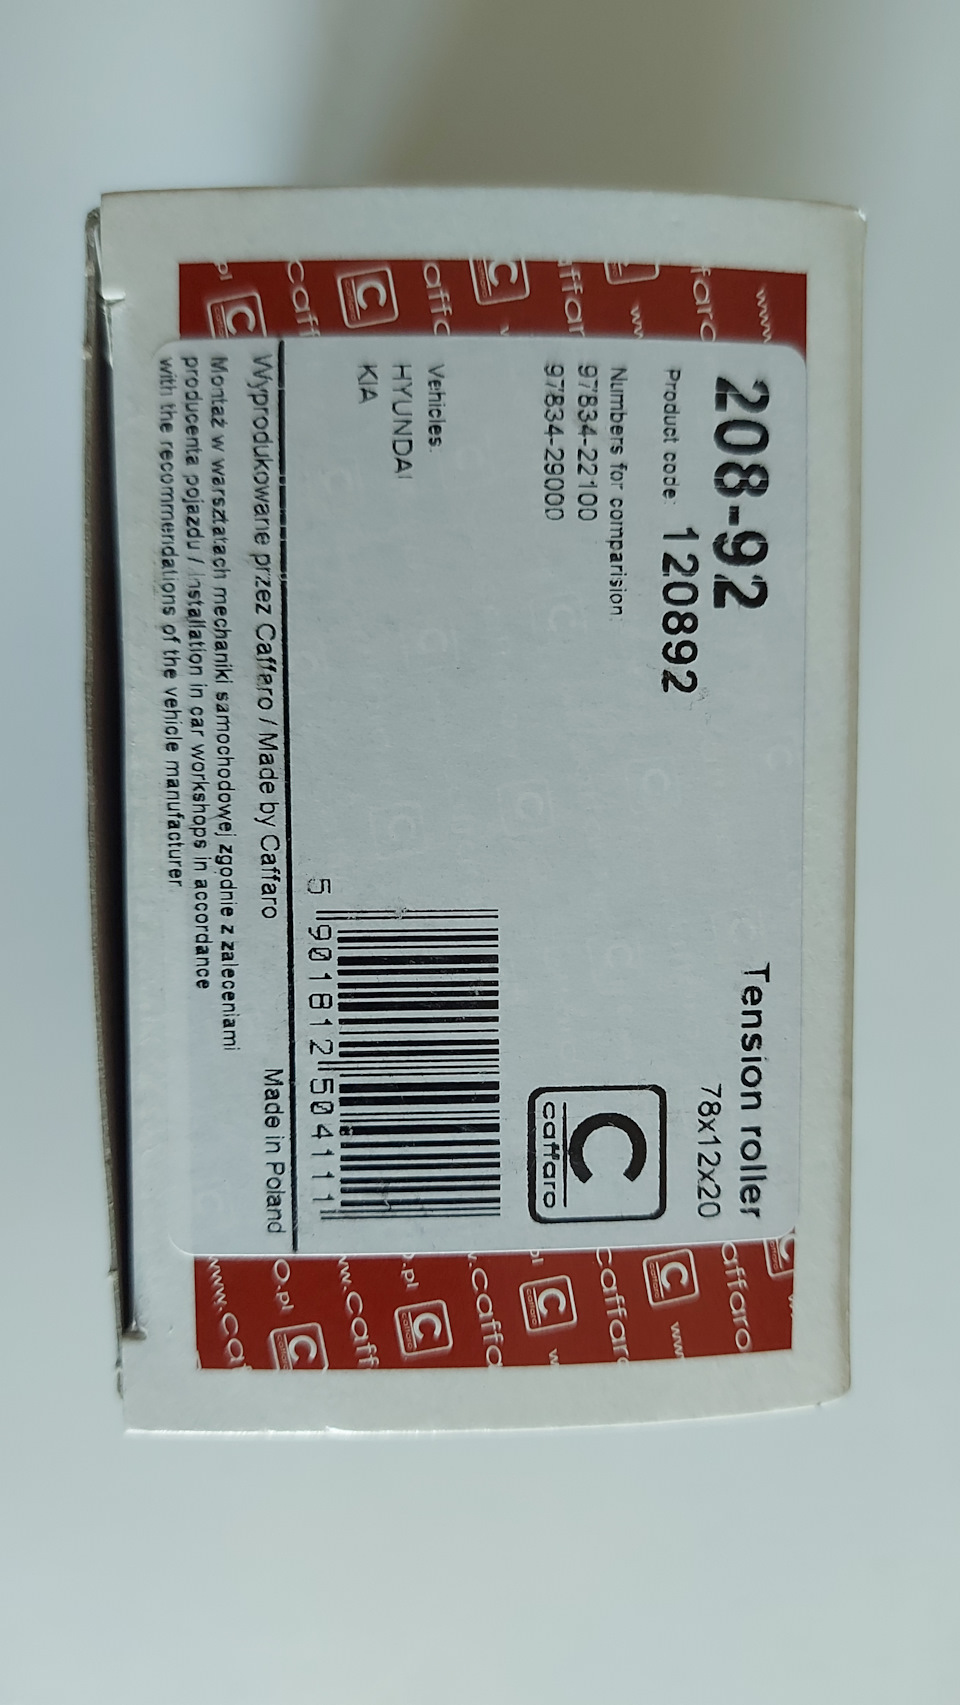 208-92
Tension roller
78x12x20
Product code: 120892
Numbers for comparision:
97834-22100
97834-29000
C
caffaro
Vehicles:
HYUNDAI
KIA
5 901812 504111
Wyprodukowane przez Caffaro / Made by Caffaro
Made in Poland
Montaż w warsztatach mechaniki samochodowej zgodnie z zaleceniami
producenta pojazdu / Installation in car workshops in accordance
with the recommendations of the vehicle manufacturer.